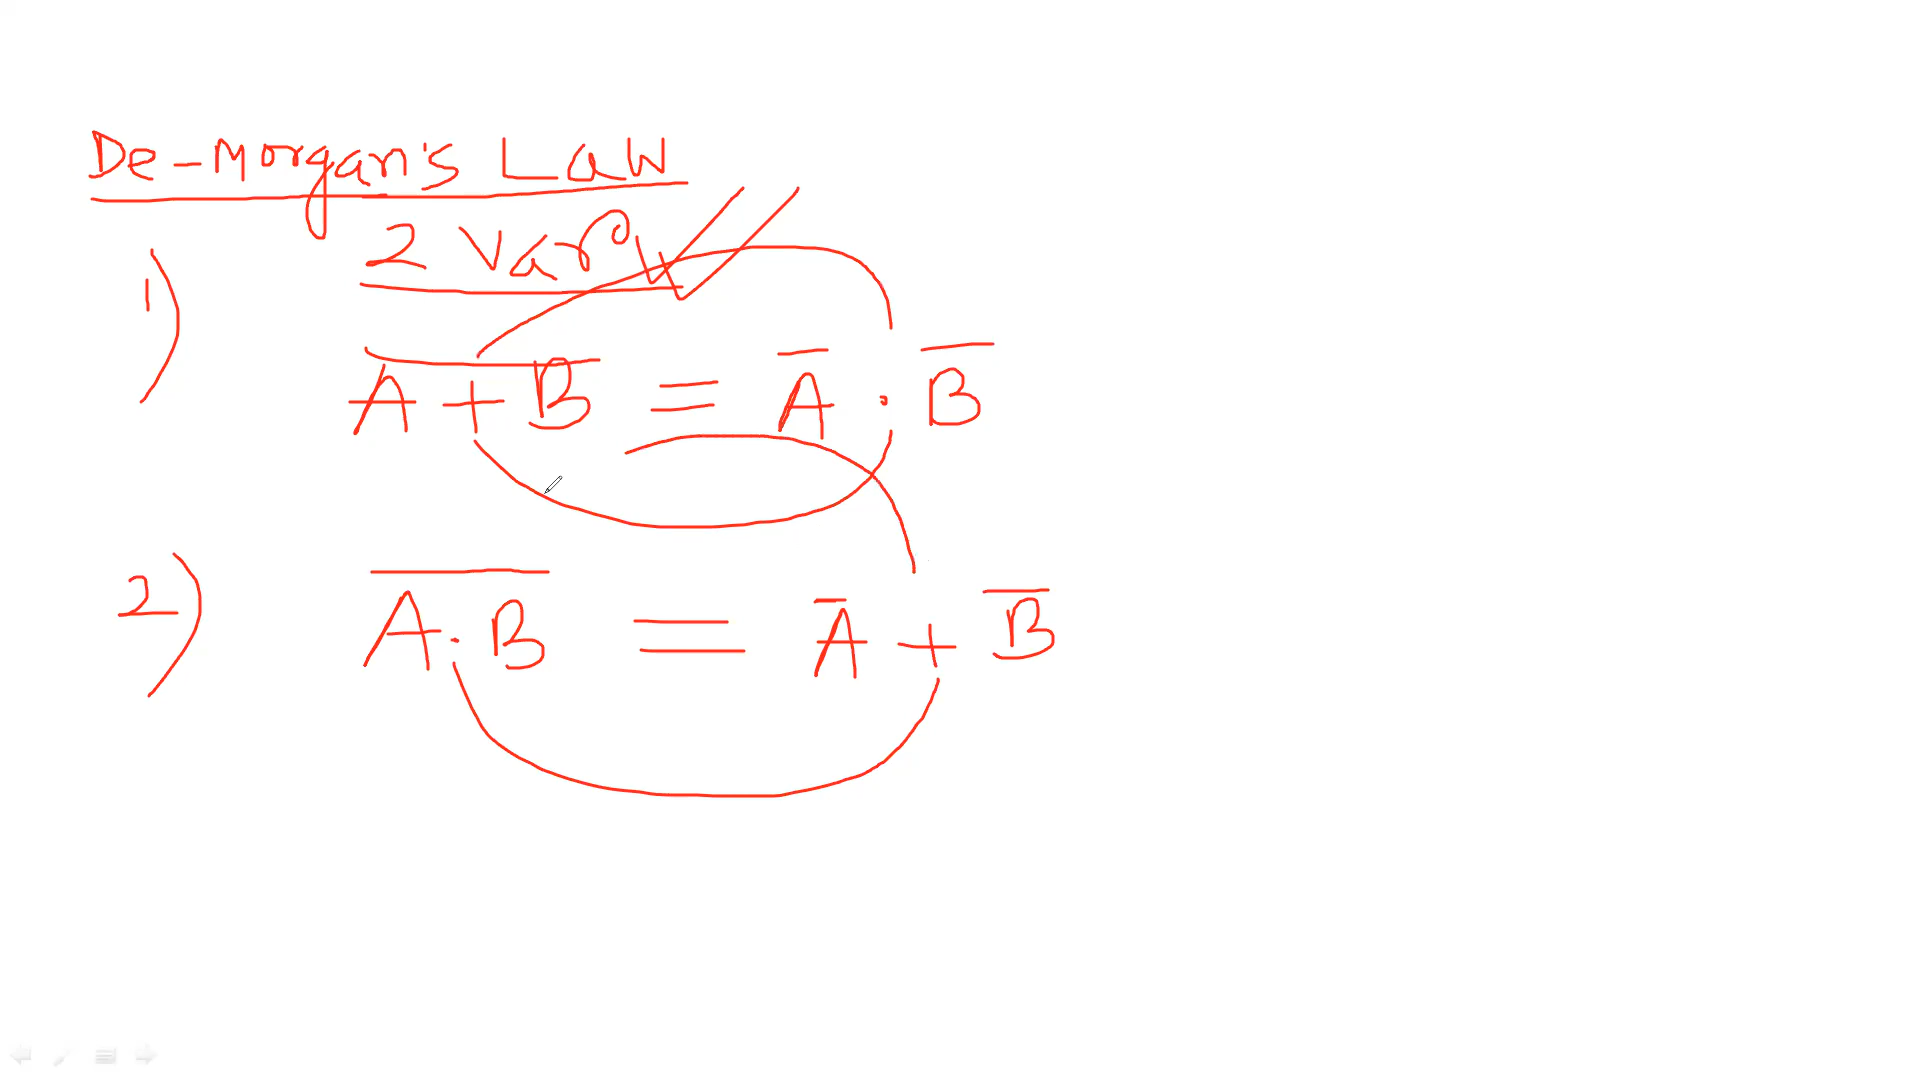 De-Morgan's Law
2 Var
1)
A̅+̅B̅ = A̅ . B̅
2)
A̅.̅B̅ = A̅ + B̅